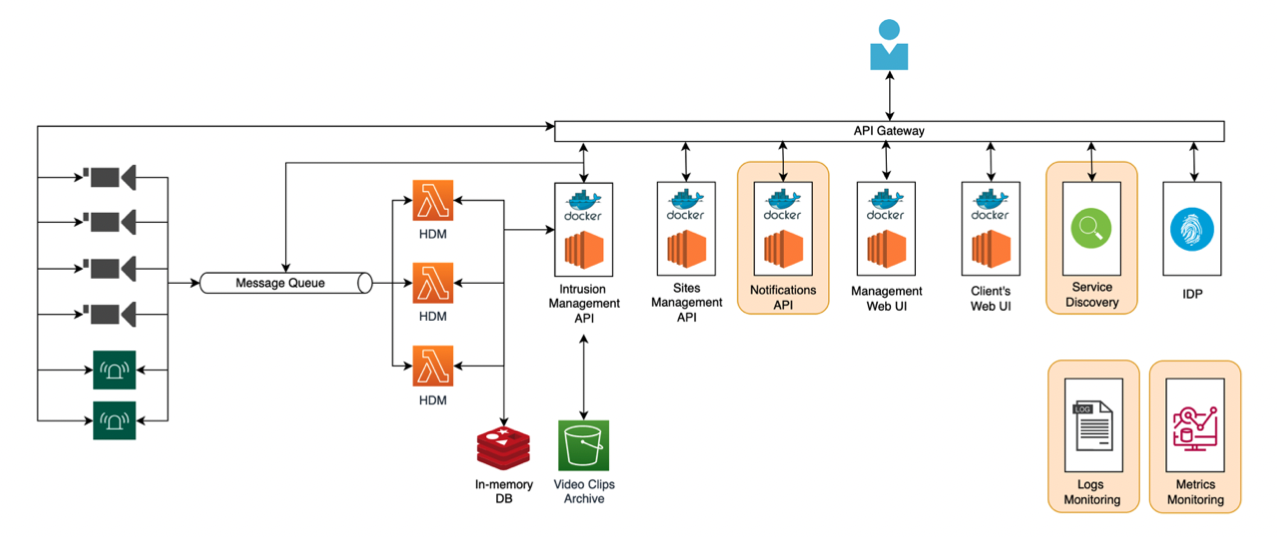 API Gateway
docker
docker
docker
docker
docker
HDM
HDM
HDM
Message Queue
Intrusion
Management
API
Sites
Management
API
Notifications
API
Management
Web UI
Client's
Web UI
Service
Discovery
IDP
In-memory
DB
Video Clips
Archive
LOG
Logs
Monitoring
Metrics
Monitoring